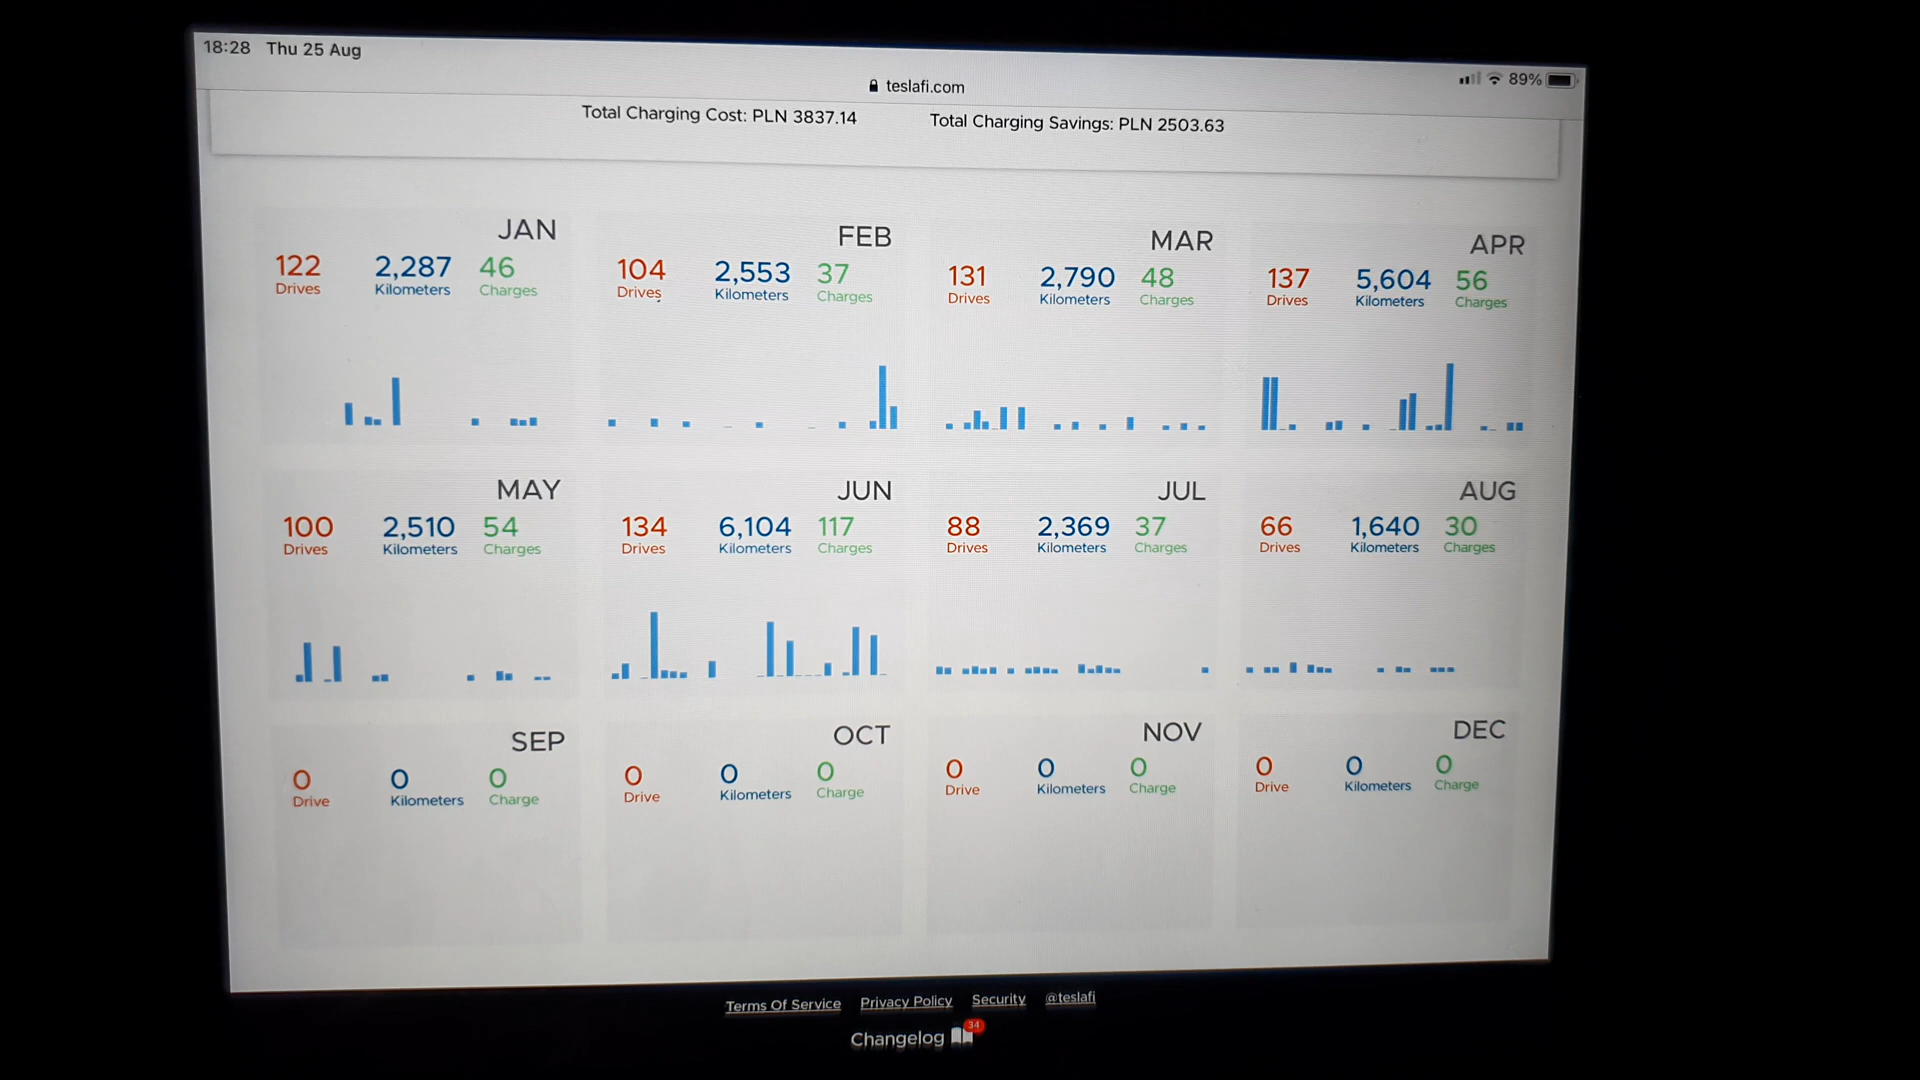 18:28 Thu 25 Aug
teslafi.com
89%
Total Charging Cost: PLN 3837.14 Total Charging Savings: PLN 2503.63
JAN
122 2,287 46
Drives Kilometers Charges
FEB
104 2,553 37
Drives Kilometers Charges
MAR
131 2,790 48
Drives Kilometers Charges
APR
137 5,604 56
Drives Kilometers Charges
MAY
100 2,510 54
Drives Kilometers Charges
JUN
134 6,104 117
Drives Kilometers Charges
JUL
88 2,369 37
Drives Kilometers Charges
AUG
66 1,640 30
Drives Kilometers Charges
SEP
0 0 0
Drive Kilometers Charge
OCT
0 0 0
Drive Kilometers Charge
NOV
0 0 0
Drive Kilometers Charge
DEC
0 0 0
Drive Kilometers Charge
Terms Of Service Privacy Policy Security @teslafi
Changelog 34